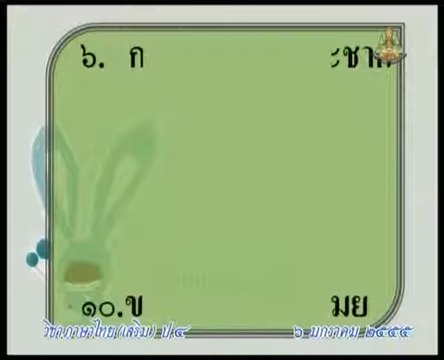 ๖. ก ะชาก
๑๐.ข มย
วิชาภาษาไทย(เสริม) ป.๔ ๖ มกราคม ๒๕๕๕